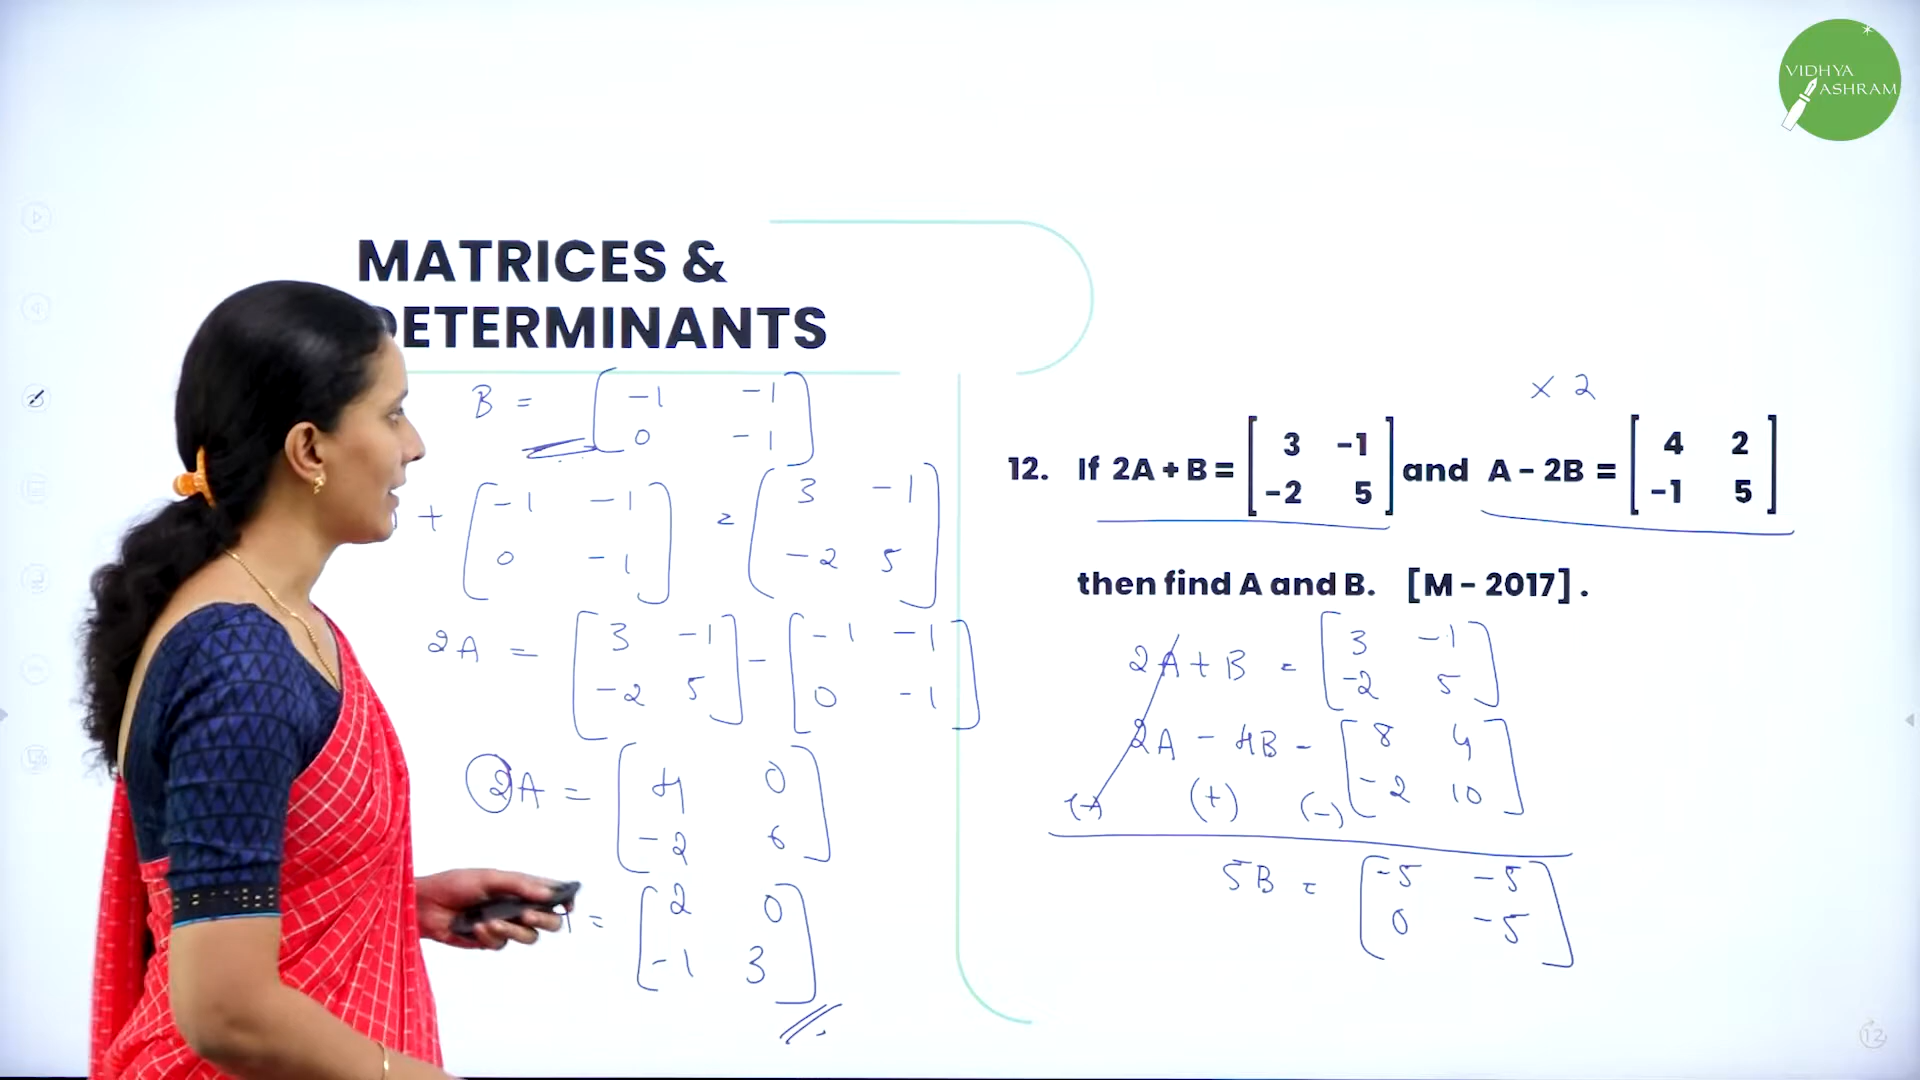 VIDHYA
ASHRAM
MATRICES &
DETERMINANTS
B = [ -1 -1
0 -1 ]
+ [ -1 -1
0 -1 ] = [ 3 -1
-2 5 ]
2A = [ 3 -1
-2 5 ] - [ -1 -1
0 -1 ]
2A = [ 4 0
-2 6 ]
= [ 2 0
-1 3 ]
× 2
12. If 2A + B = [ 3 -1
-2 5 ] and A - 2B = [ 4 2
-1 5 ]
then find A and B. [M - 2017] .
2A + B = [ 3 -1
-2 5 ]
2A - 4B = [ 8 4
-2 10 ]
(-) (+) (-)
5B = [ -5 -5
0 -5 ]
12